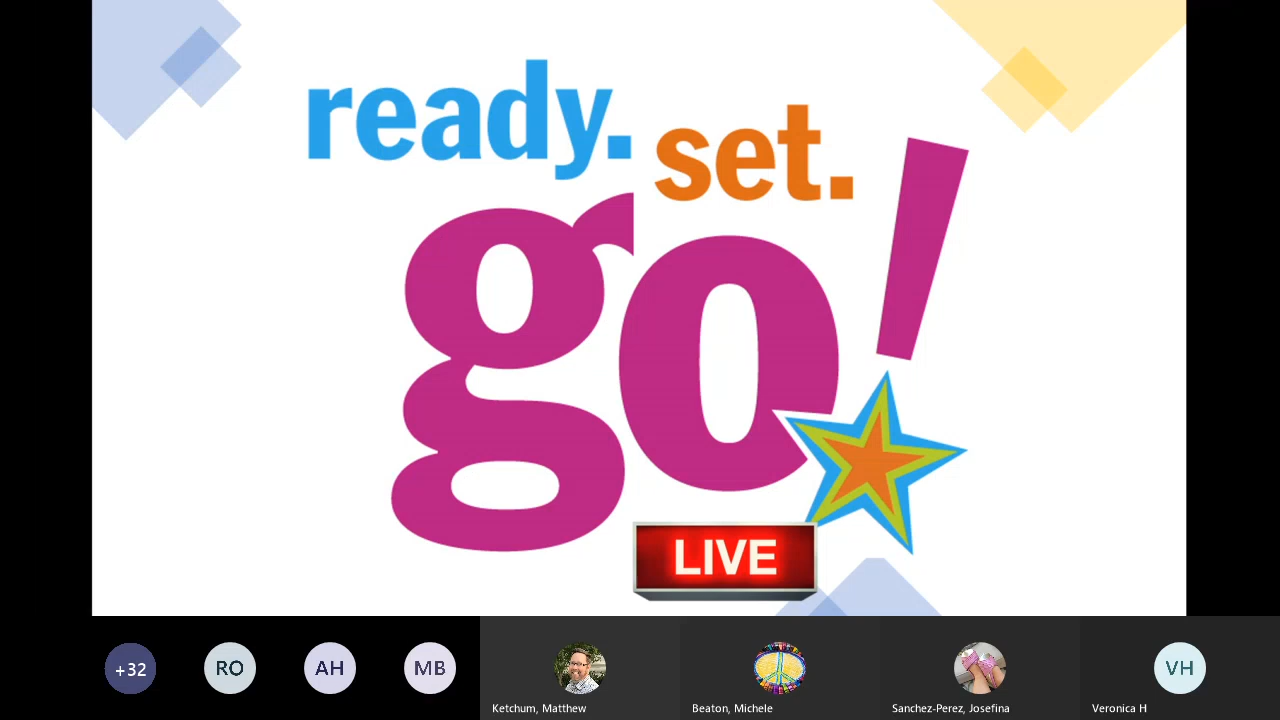 ready.
set.
go!
LIVE
+32
RO
AH
MB
Ketchum, Matthew
Beaton, Michele
Sanchez-Perez, Josefina
VH
Veronica H